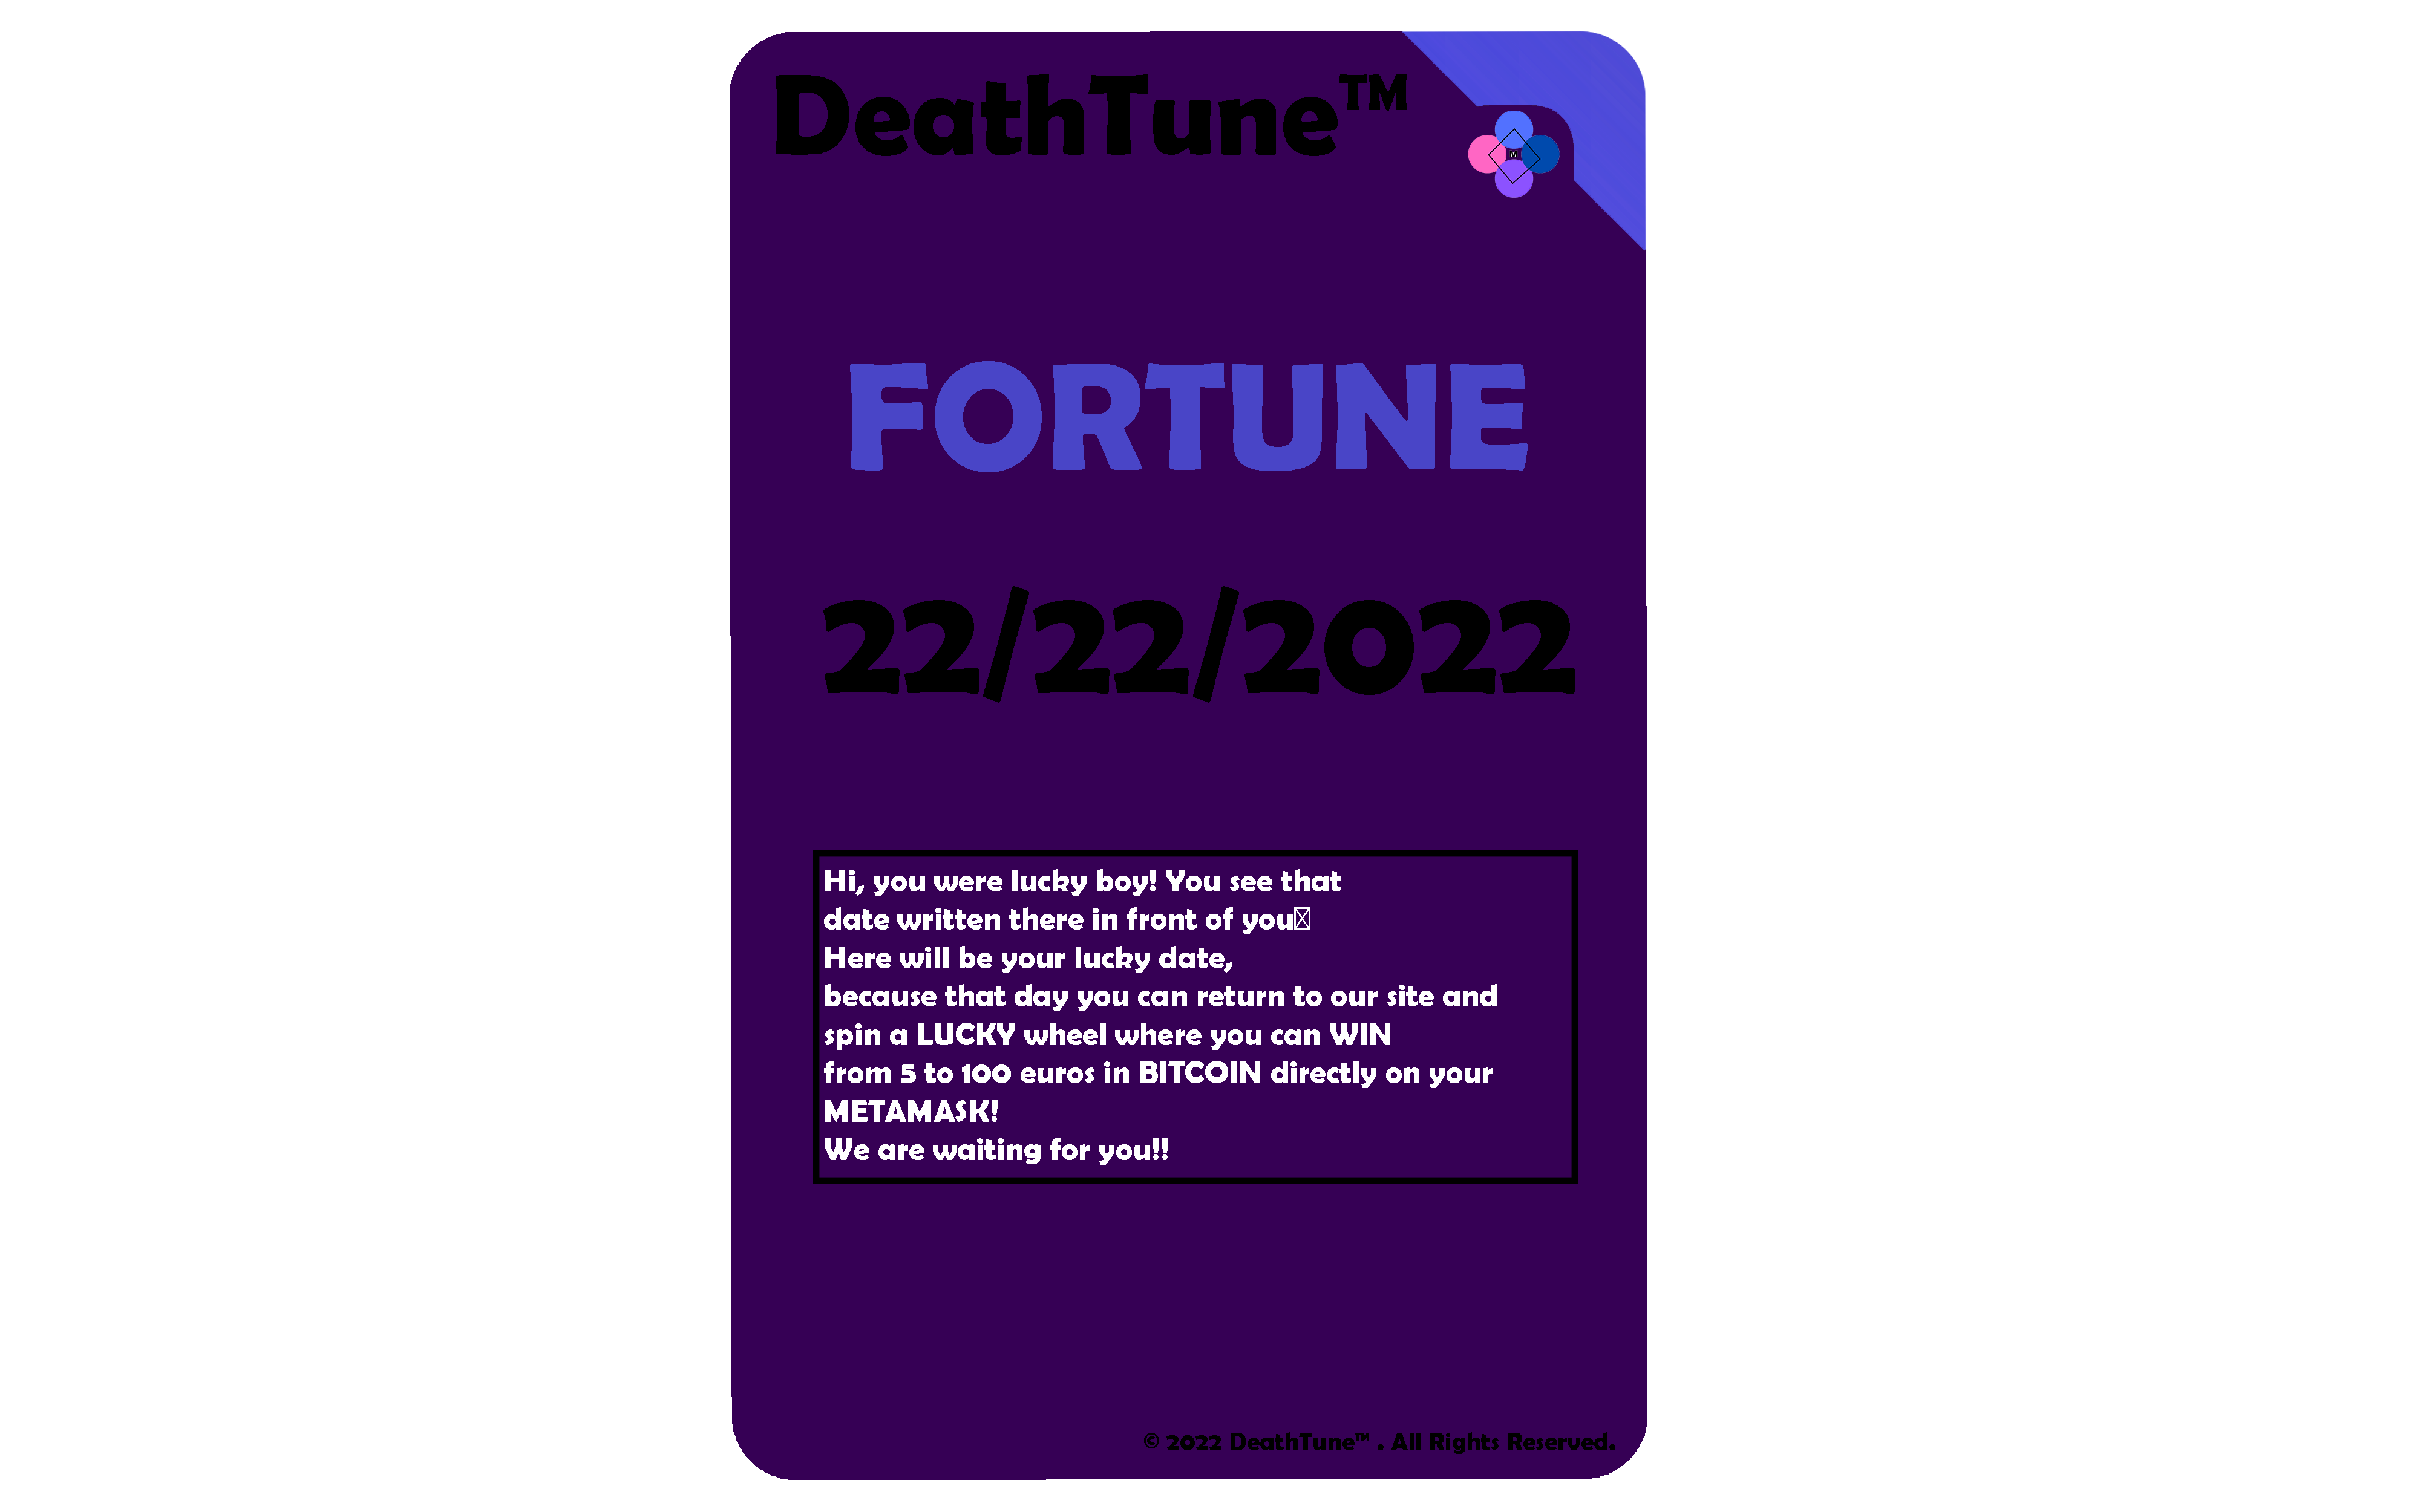 DeathTune™
FORTUNE
22/22/2022
Hi, you were lucky boy! You see that
date written there in front of you
Here will be your lucky date,
because that day you can return to our site and
spin a LUCKY wheel where you can WIN
from 5 to 100 euros in BITCOIN directly on your
METAMASK!
We are waiting for you!!
© 2022 DeathTune™ . All Rights Reserved.